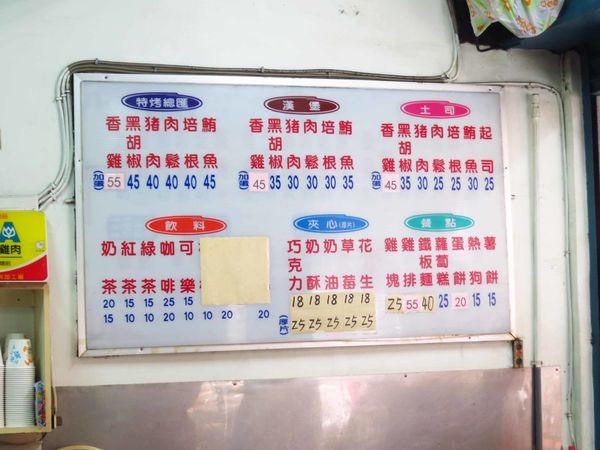 特烤總匯
香雞
黑胡椒
豬肉
肉鬆
培根
鮪魚
(加蛋) 55 45 40 40 40 45
漢堡
香雞
黑胡椒
豬肉
肉鬆
培根
鮪魚
(加蛋) 45 35 30 30 30 35
土司
香雞
黑胡椒
豬肉
肉鬆
培根
鮪魚
起司
(加蛋) 45 35 30 25 25 30 25
飲料
奶茶
紅茶
綠茶
咖啡
可樂
20 15 15 25
15 10 10 20 20 10 20 20
夾心(厚片)
巧克力
奶酥
奶油
草莓
花生
18 18 18 18 18
(厚片) 25 25 25 25 25
餐點
雞塊
雞排
鐵板麵
蘿蔔糕
蛋餅
熱狗
薯餅
25 55 40 25 20 15 15
雞肉